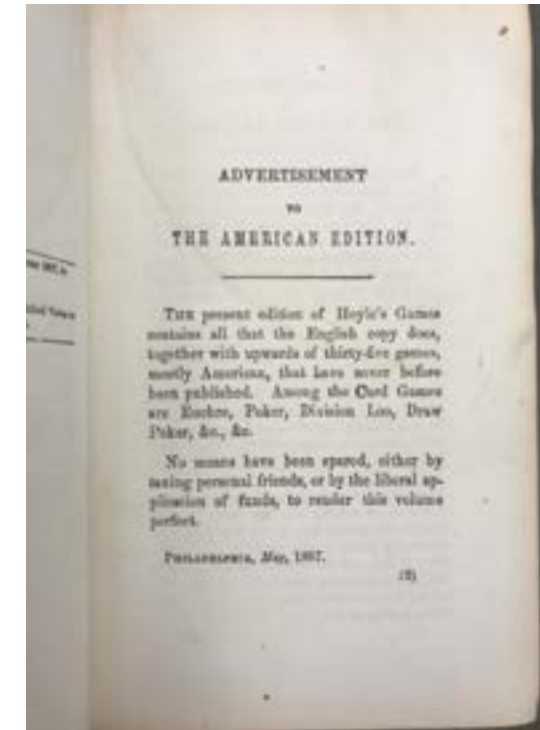 ADVERTISEMENT
TO
THE AMERICAN EDITION.
THE present edition of Hoyle's Games
contains all that the English copy does,
together with upwards of thirty-five games,
mostly American, that have never before
been published. Among the Card Games
are Euchre, Poker, Division Loo, Draw
Poker, &c., &c.
No means have been spared, either by
taxing personal friends, or by the liberal ap-
plication of funds, to render this volume
perfect.
PHILADELPHIA, May,